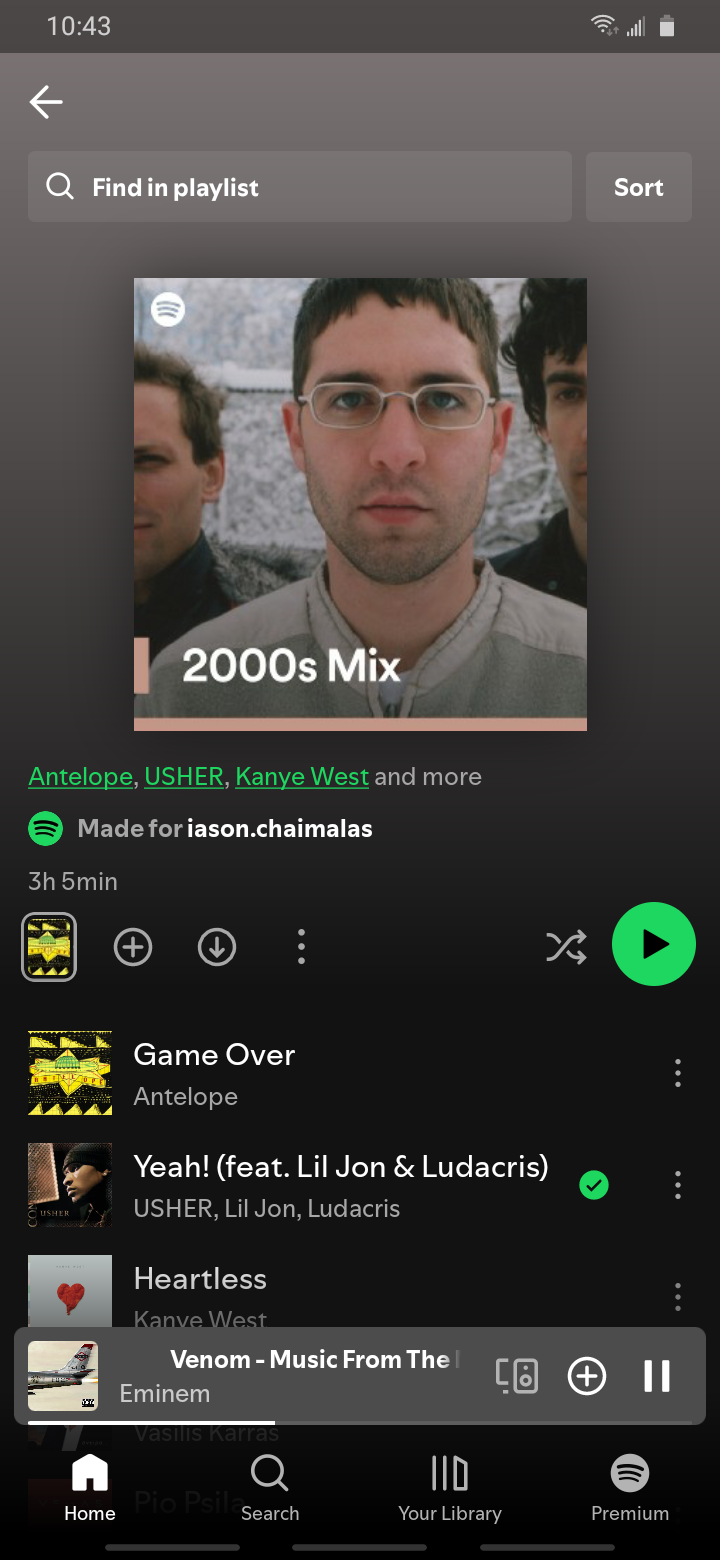 10:43
Find in playlist
Sort
2000s Mix
Antelope, USHER, Kanye West and more
Made for iason.chaimalas
3h 5min
Game Over
Antelope
Yeah! (feat. Lil Jon & Ludacris)
USHER, Lil Jon, Ludacris
USHER
Heartless
Kanye West
Venom - Music From The
Eminem
Vasilis Karras
Pio Psila
Home
Search
Your Library
Premium